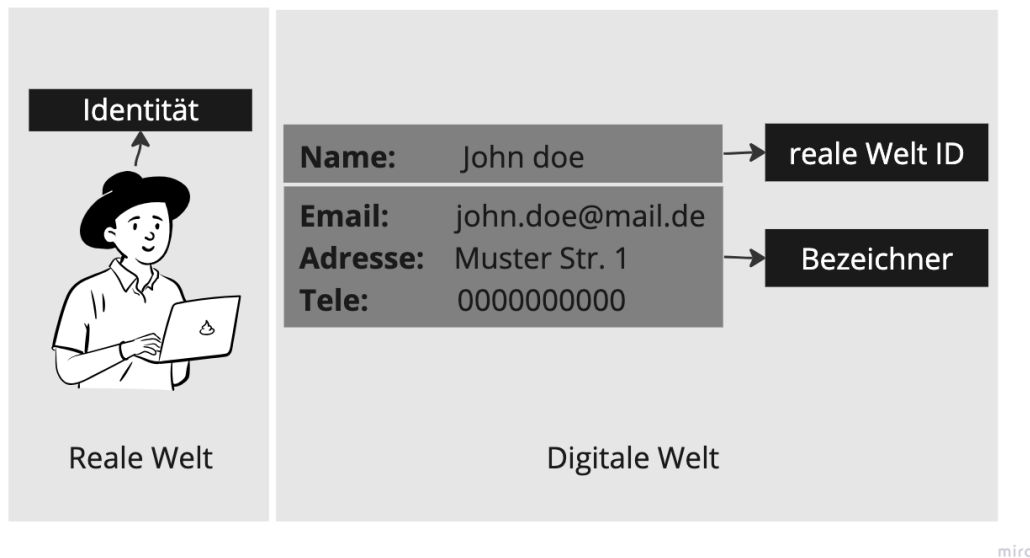 Identität
Name: John doe
reale Welt ID
Email: john.doe@mail.de
Adresse: Muster Str. 1
Bezeichner
Tele: 0000000000
Reale Welt
Digitale Welt
miro